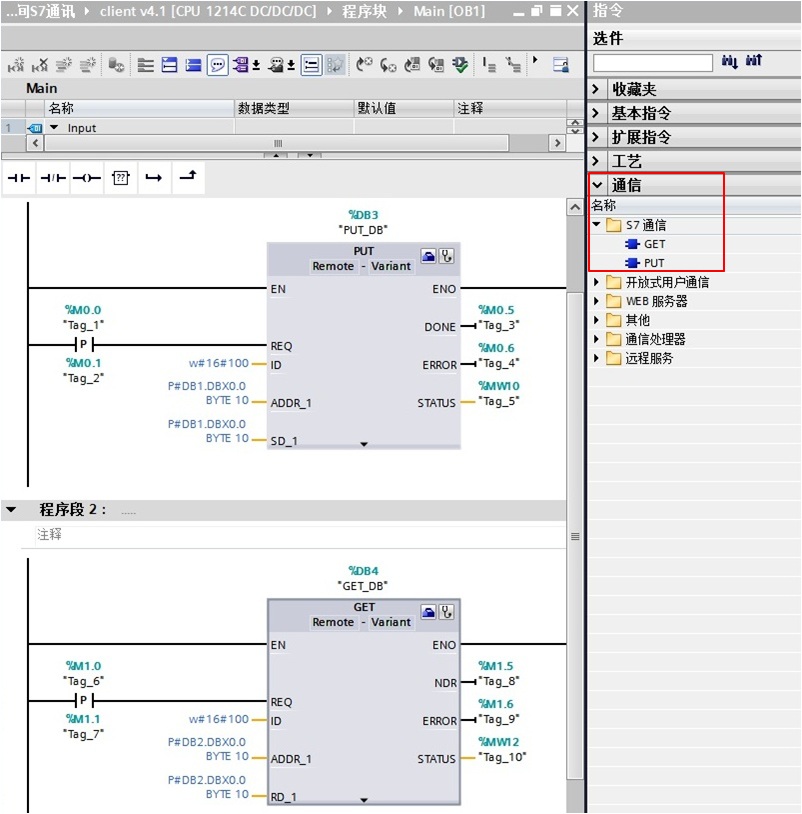 ...间S7通讯 ▸ client v4.1 [CPU 1214C DC/DC/DC] ▸ 程序块 ▸ Main [OB1]
Main
名称 数据类型 默认值 注释
1 Input
??
%DB3
"PUT_DB"
PUT
Remote - Variant
EN ENO
%M0.0
"Tag_1"
P
%M0.1
"Tag_2"
REQ
DONE
%M0.5
"Tag_3"
w#16#100
ID
ERROR
%M0.6
"Tag_4"
P#DB1.DBX0.0
BYTE 10
ADDR_1
STATUS
%MW10
"Tag_5"
P#DB1.DBX0.0
BYTE 10
SD_1
程序段 2： .....
注释
%DB4
"GET_DB"
GET
Remote - Variant
EN ENO
%M1.0
"Tag_6"
P
%M1.1
"Tag_7"
REQ
NDR
%M1.5
"Tag_8"
w#16#100
ID
ERROR
%M1.6
"Tag_9"
P#DB2.DBX0.0
BYTE 10
ADDR_1
STATUS
%MW12
"Tag_10"
P#DB2.DBX0.0
BYTE 10
RD_1
指令
选件
收藏夹
基本指令
扩展指令
工艺
通信
名称
S7 通信
GET
PUT
开放式用户通信
WEB 服务器
其他
通信处理器
远程服务